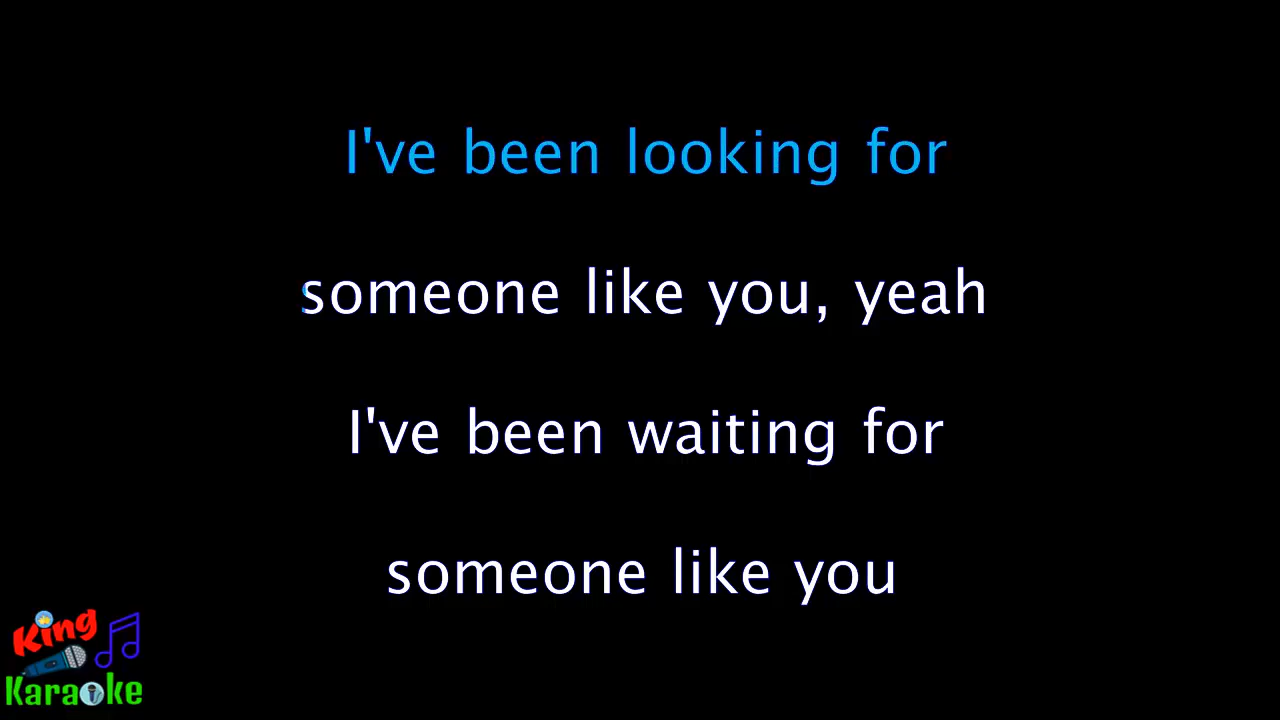 I've been looking for
someone like you, yeah
I've been waiting for
someone like you
King
Karaoke